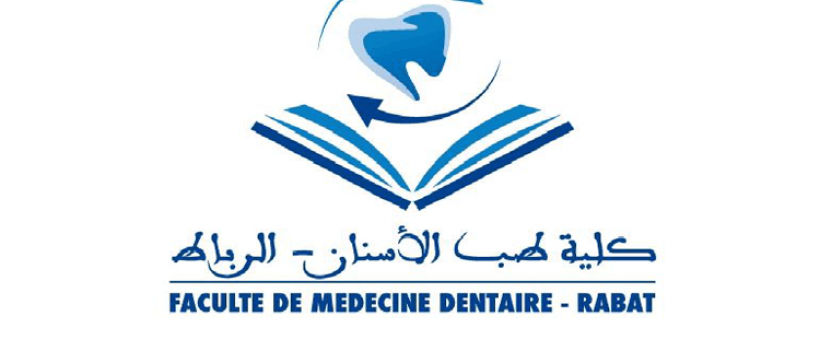 كلية طب الأسنان - الرباط
FACULTE DE MEDECINE DENTAIRE - RABAT